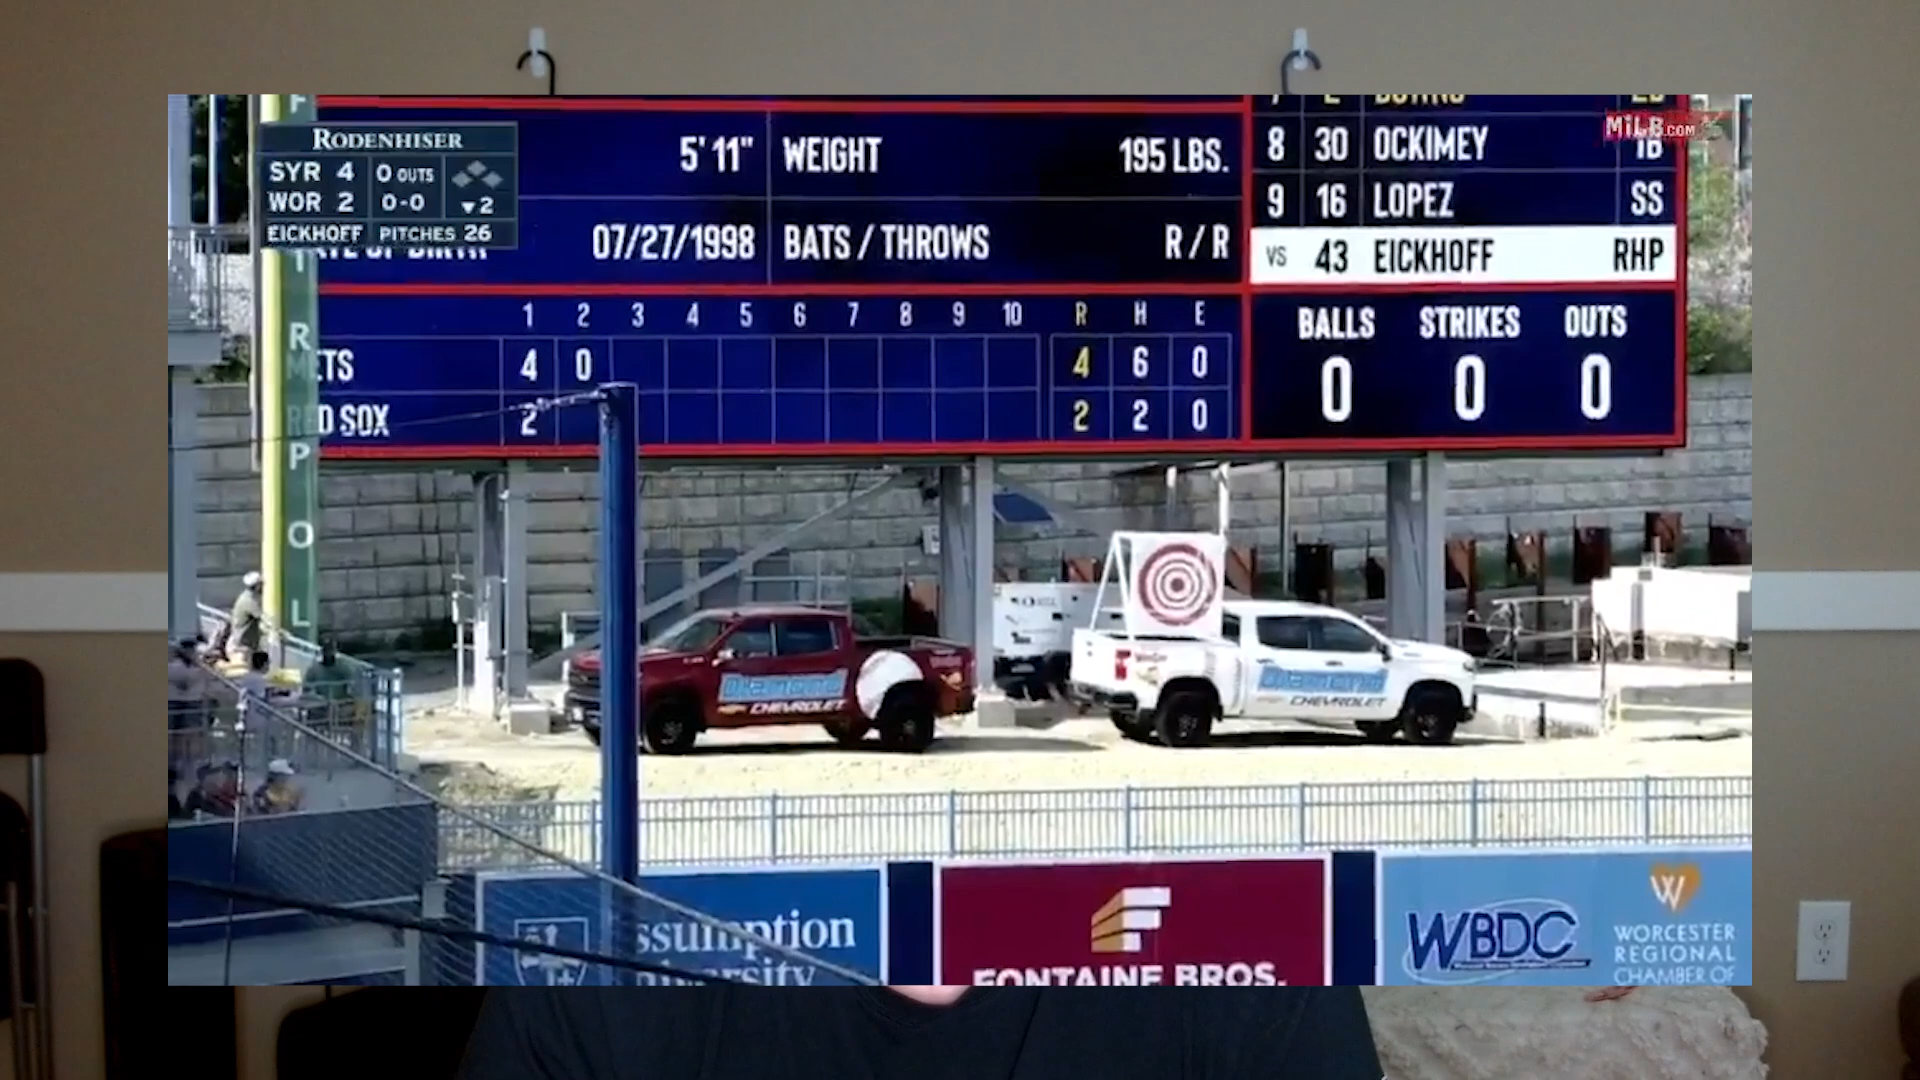 RODENHISER
SYR 4 0 OUTS
WOR 2 0-0 ▼2
EICKHOFF PITCHES 26
5' 11" WEIGHT 195 LBS.
07/27/1998 BATS / THROWS R / R
8 30 OCKIMEY 1B
9 16 LOPEZ SS
VS 43 EICKHOFF RHP
1 2 3 4 5 6 7 8 9 10 R H E
METS 4 0 4 6 0
RED SOX 2 2 2 0
BALLS STRIKES OUTS
0 0 0
MiLB.COM
R
P
O
L
Diamond
CHEVROLET
Diamond
CHEVROLET
ssumption
FONTAINE BROS.
WBDC
W
WORCESTER
REGIONAL
CHAMBER OF